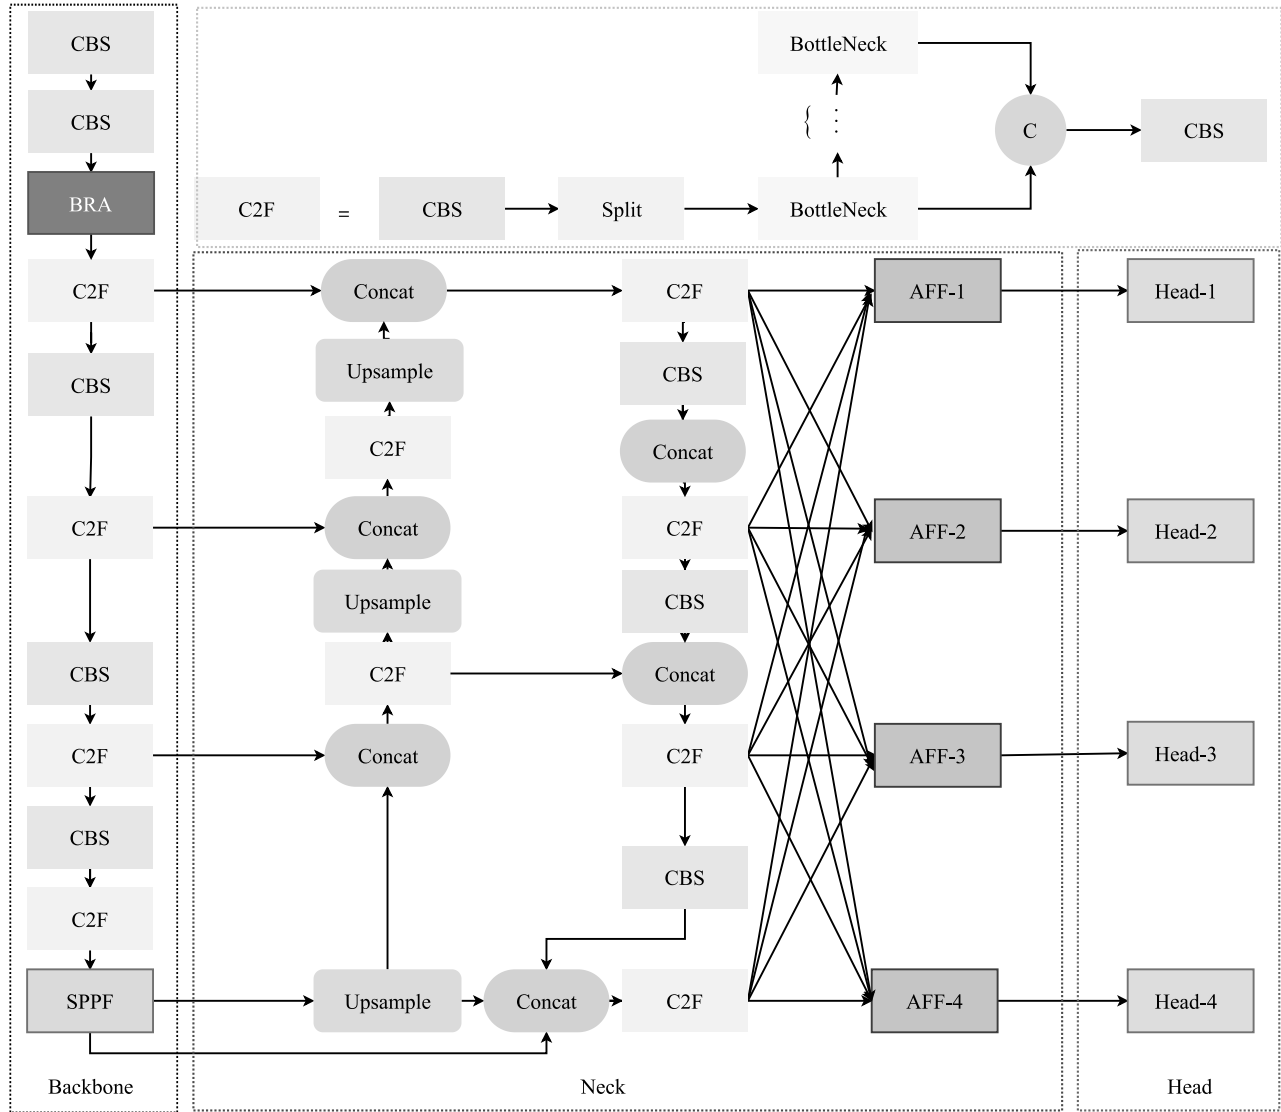 CBS
CBS
BRA
C2F
CBS
C2F
CBS
C2F
CBS
C2F
SPPF
Backbone
BottleNeck
{ ⋮
C
CBS
C2F = CBS Split BottleNeck
Concat C2F AFF-1 Head-1
Upsample CBS
C2F Concat
Concat C2F AFF-2 Head-2
Upsample CBS
C2F Concat
Concat C2F AFF-3 Head-3
CBS
Upsample Concat C2F AFF-4 Head-4
Neck
Head